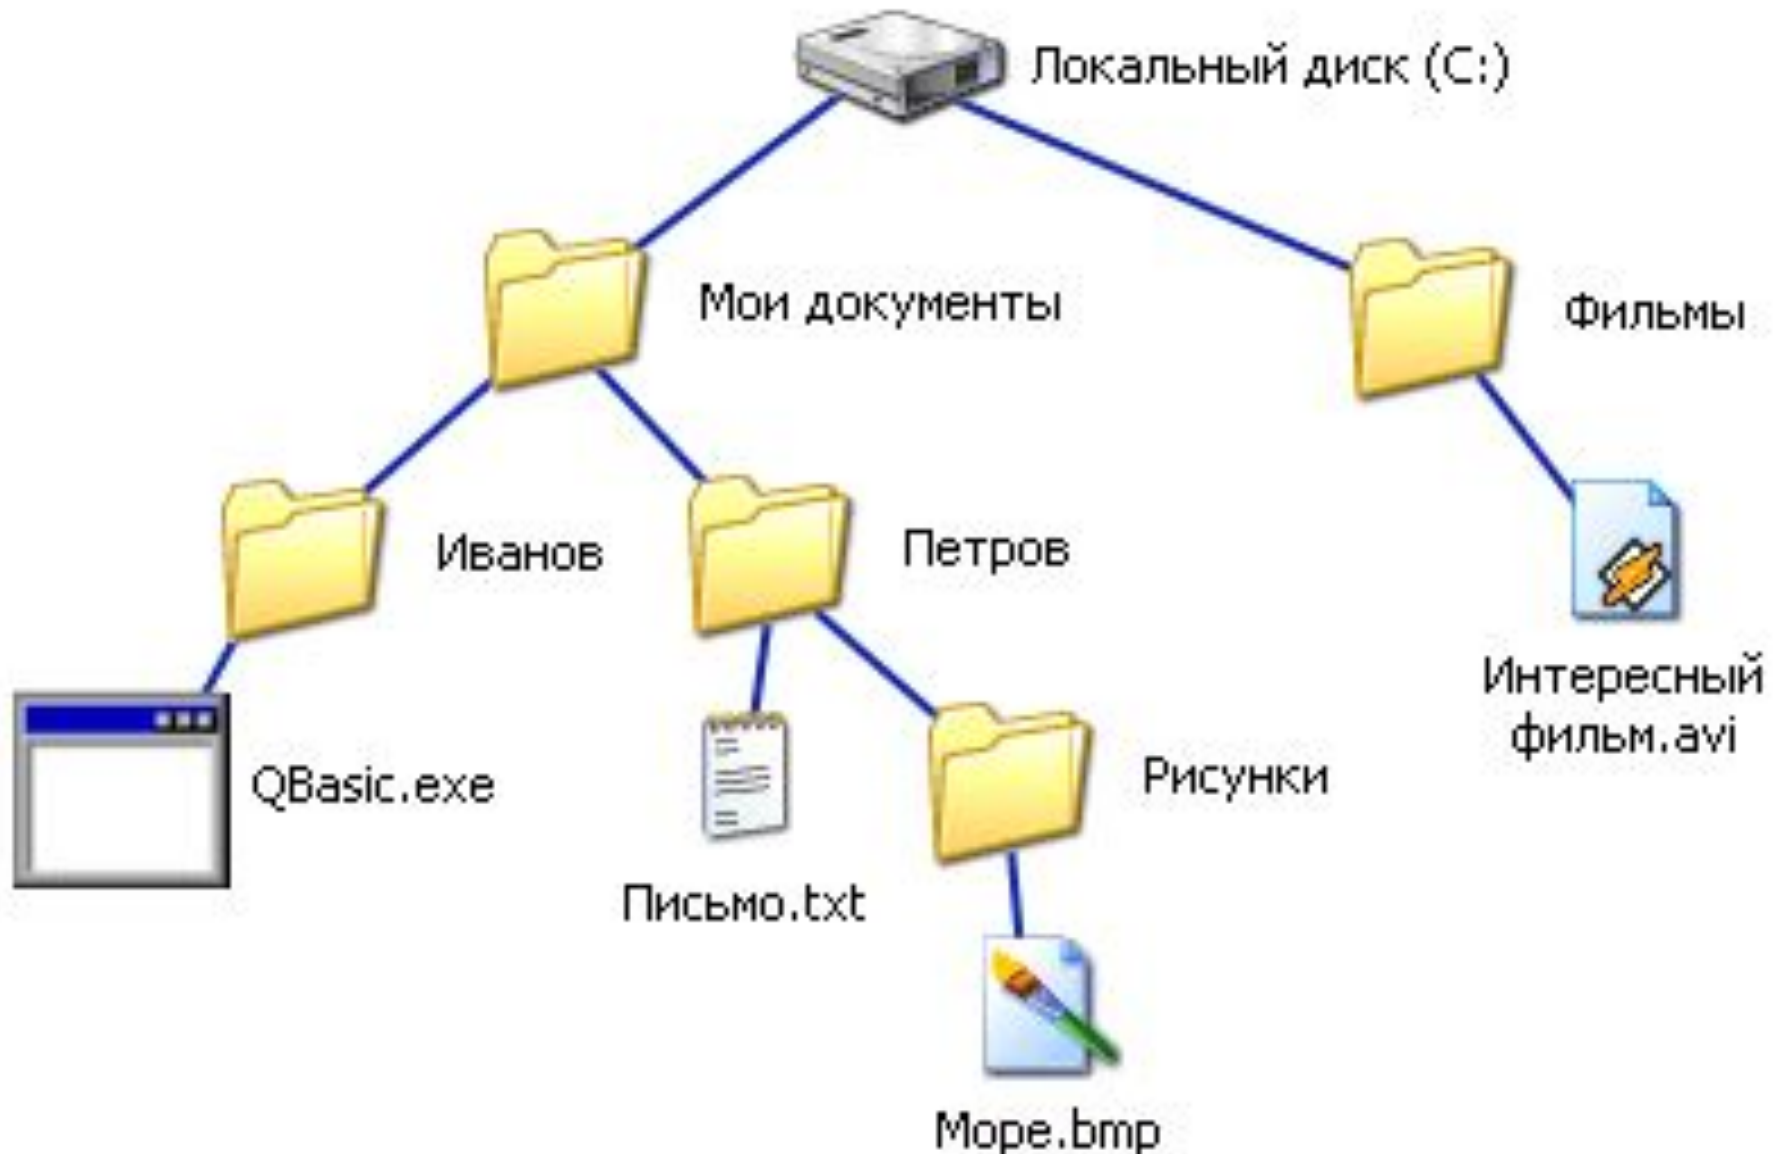 Локальный диск (C:)
Мои документы
Фильмы
Иванов
Петров
Интересный
фильм.avi
QBasic.exe
Рисунки
Письмо.txt
Море.bmp